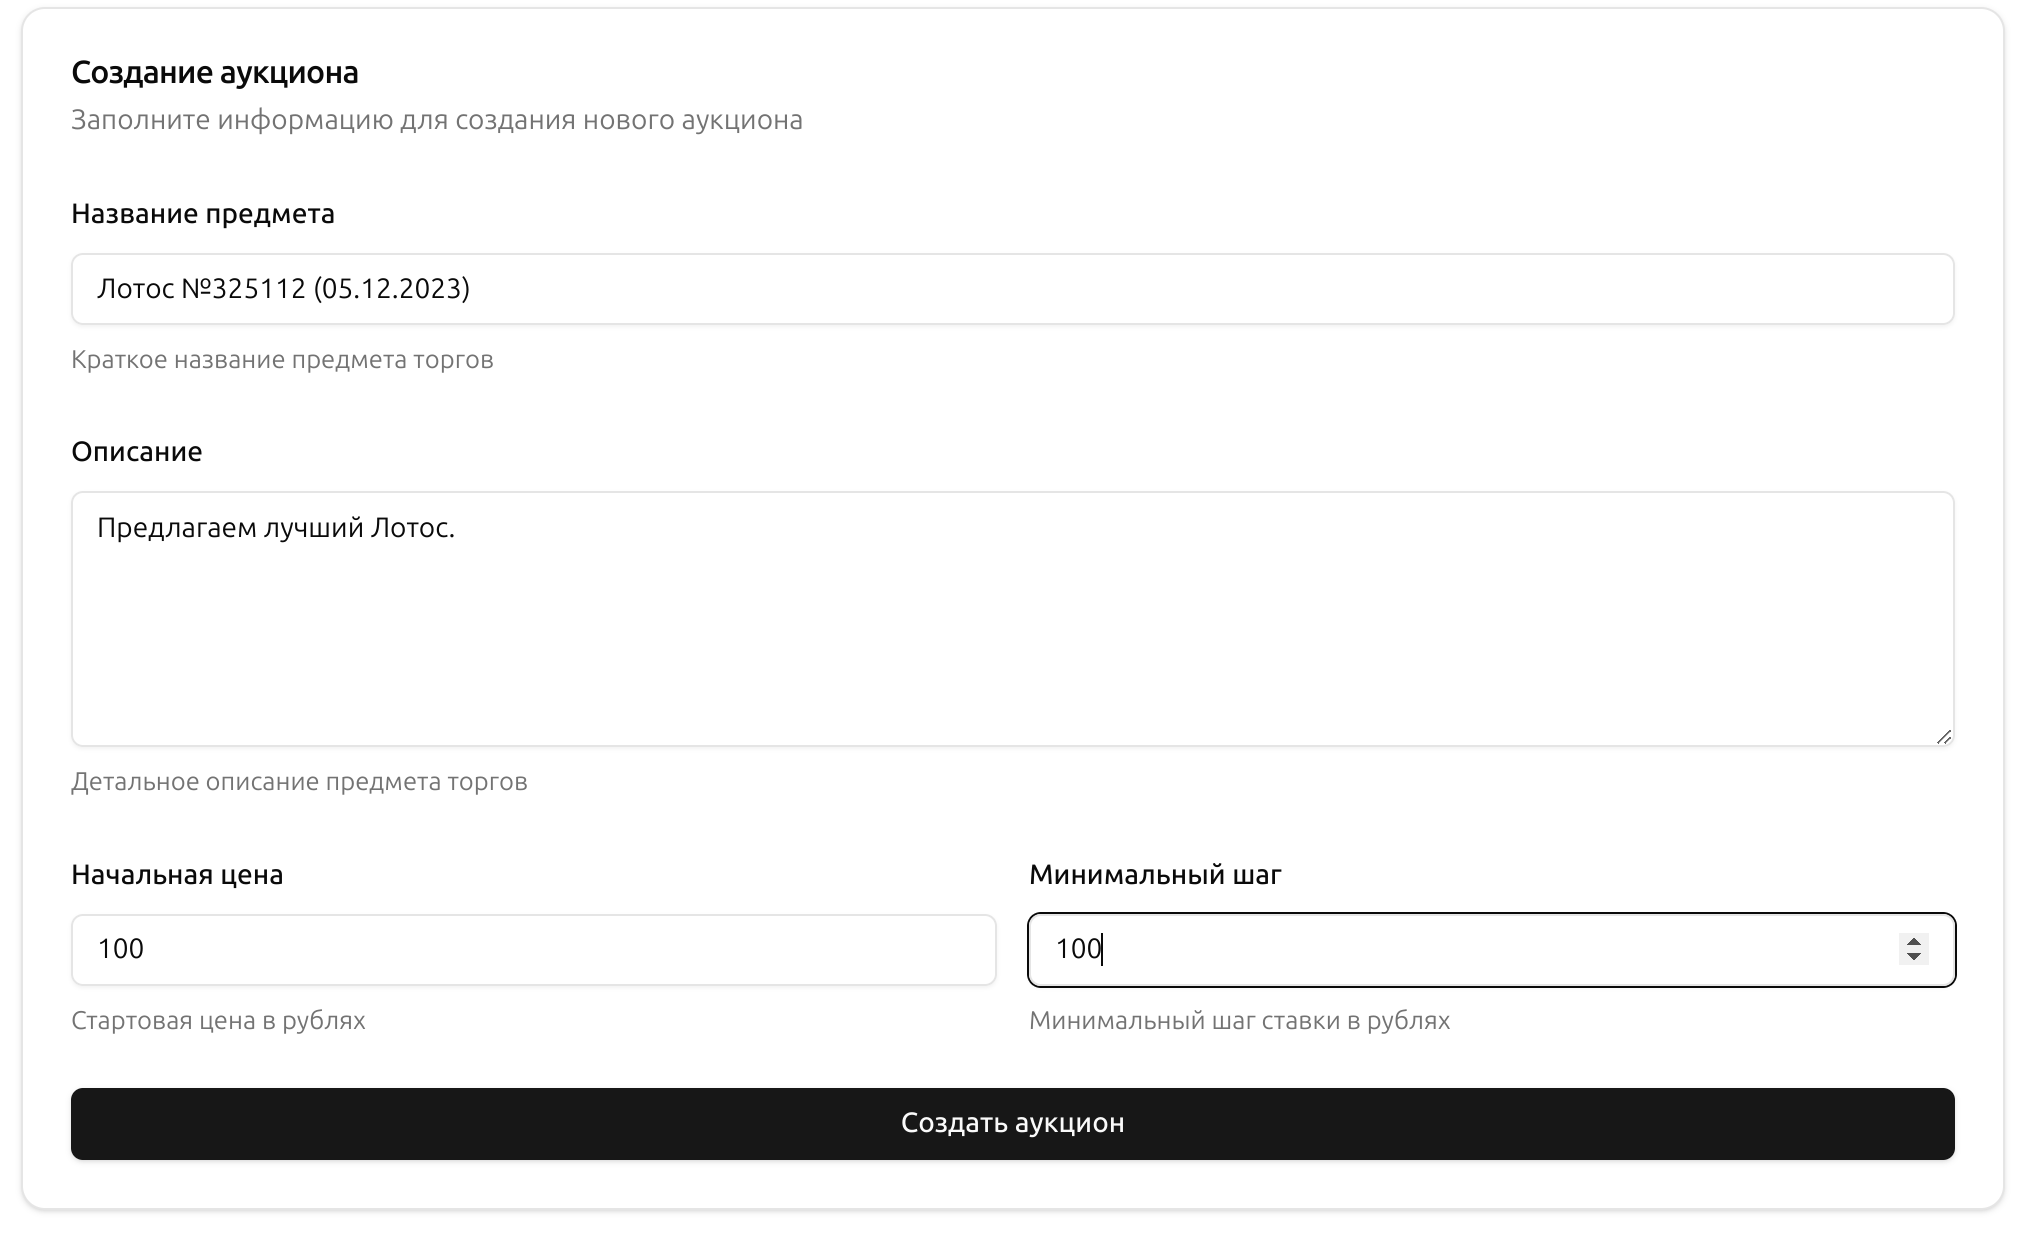 Создание аукциона
Заполните информацию для создания нового аукциона
Название предмета
Лотос №325112 (05.12.2023)
Краткое название предмета торгов
Описание
Предлагаем лучший Лотос.
Детальное описание предмета торгов
Начальная цена
Минимальный шаг
100
100
Стартовая цена в рублях
Минимальный шаг ставки в рублях
Создать аукцион